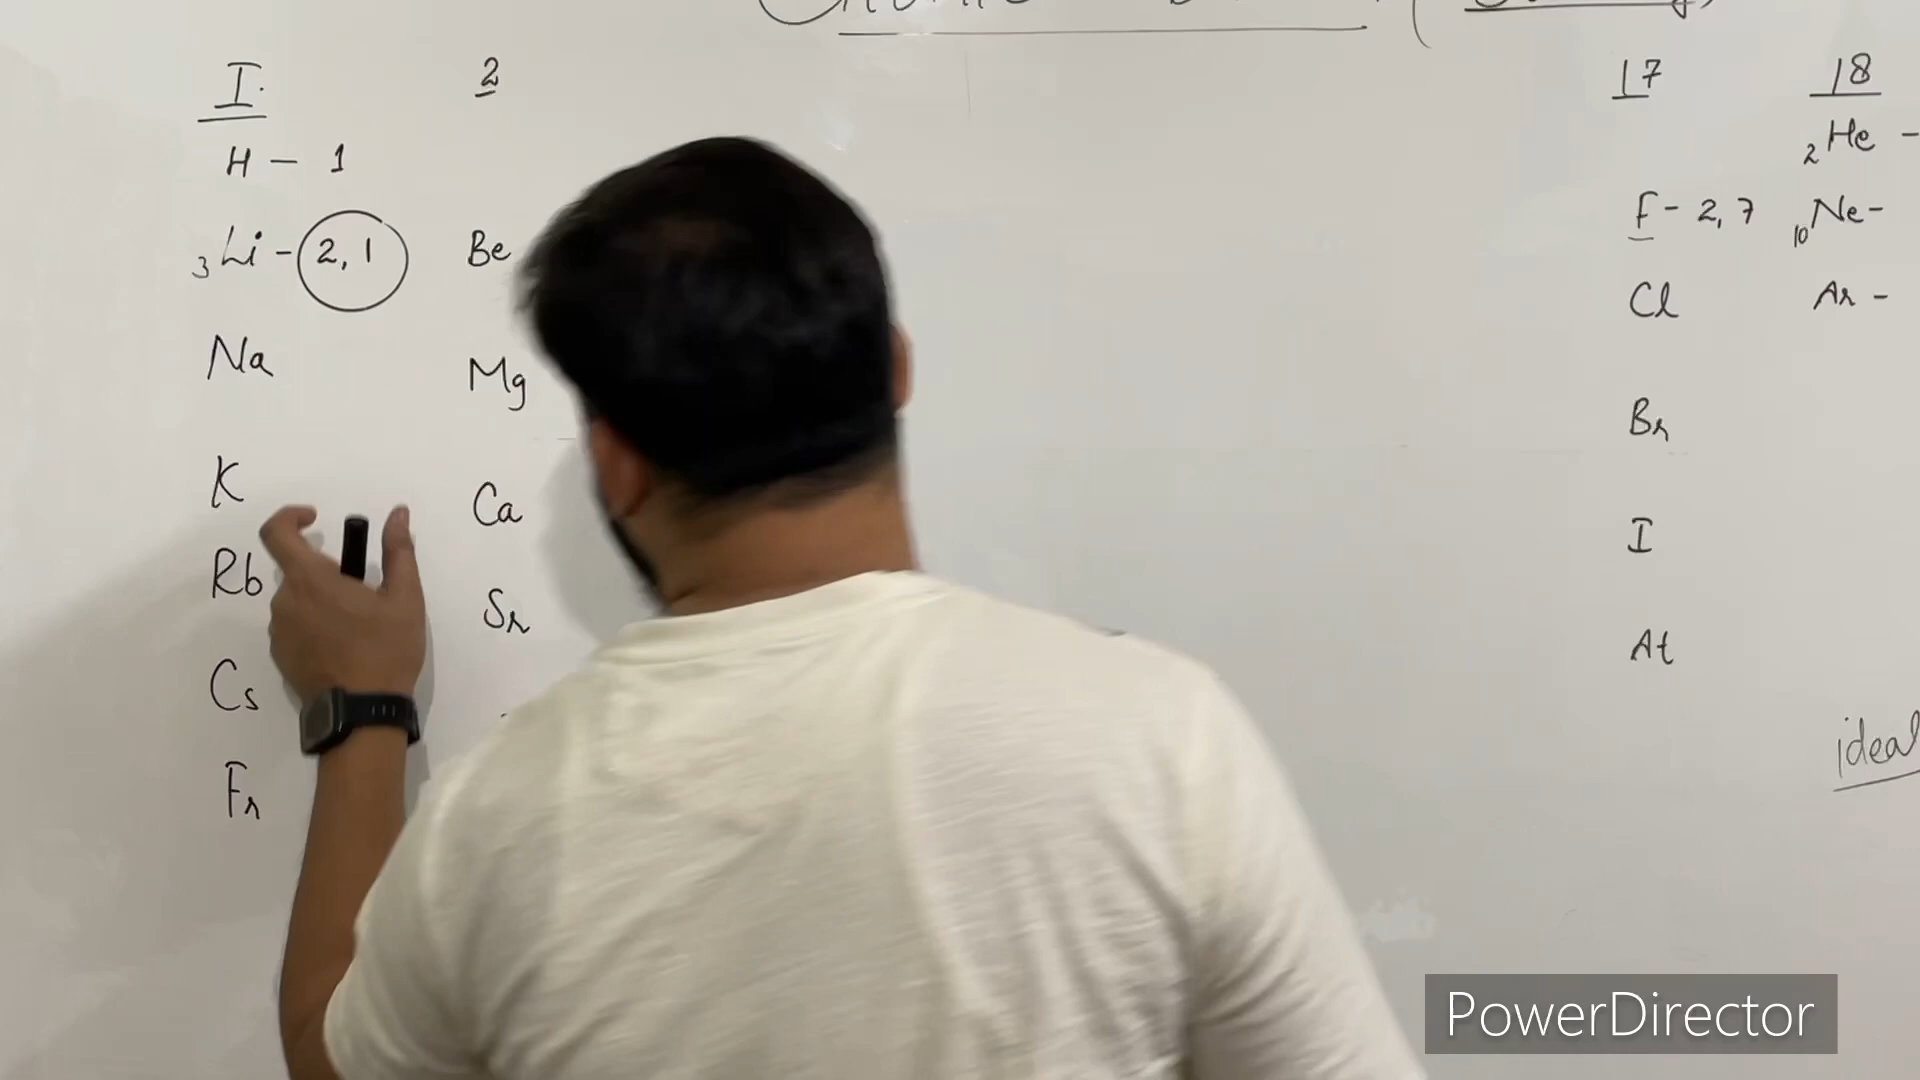 I. 2 17 18
H - 1 2He -
3Li - 2, 1 Be F - 2, 7 10Ne -
Na Mg Cl Ar -
K Ca Br
Rb Sr I
Cs At
Fr ideal
PowerDirector